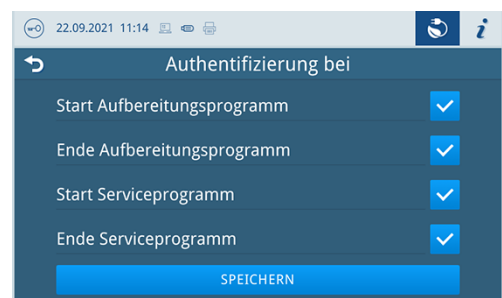 22.09.2021 11:14
i
Authentifizierung bei
Start Aufbereitungsprogramm
Ende Aufbereitungsprogramm
Start Serviceprogramm
Ende Serviceprogramm
SPEICHERN